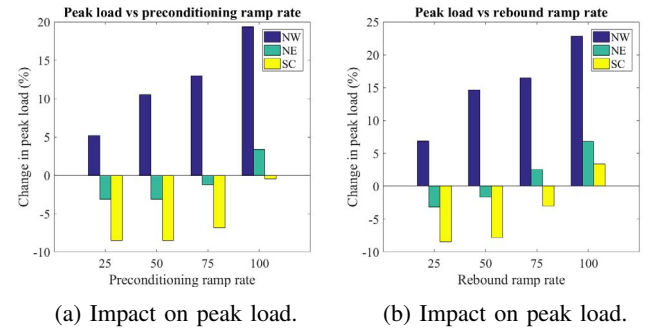 Peak load vs preconditioning ramp rate
20
15
10
5
0
-5
-10
Change in peak load (%)
NW
NE
SC
25 50 75 100
Preconditioning ramp rate
(a) Impact on peak load.
Peak load vs rebound ramp rate
25
20
15
10
5
0
-5
-10
Change in peak load (%)
NW
NE
SC
25 50 75 100
Rebound ramp rate
(b) Impact on peak load.